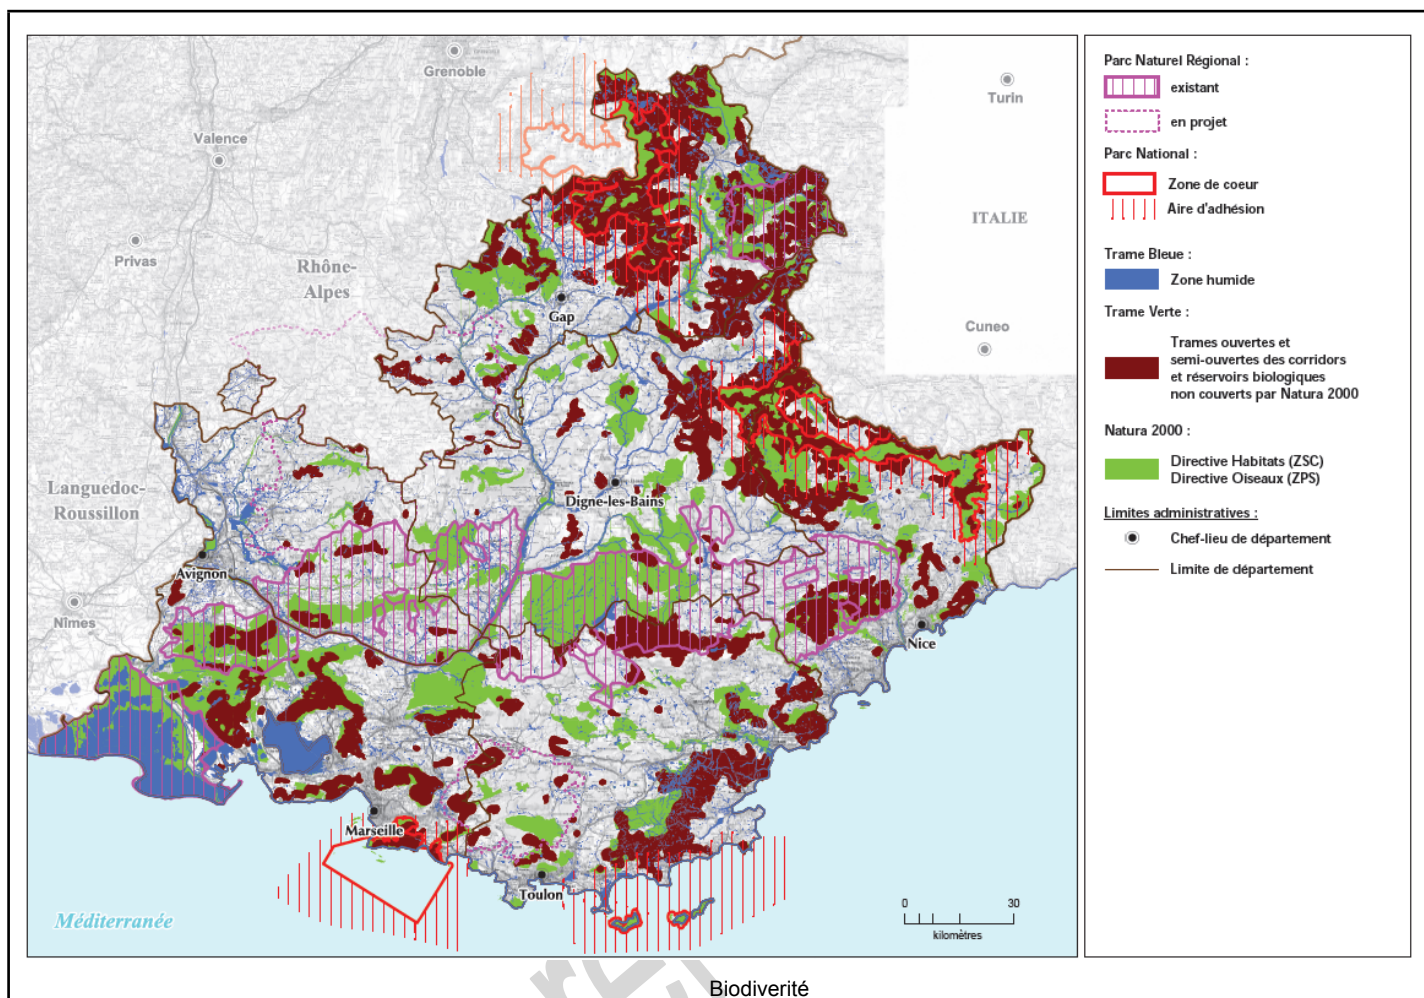 Grenoble
Turin
Valence
ITALIE
Privas
Rhône-
Alpes
Gap
Cuneo
Languedoc-
Roussillon
Digne-les-Bains
Avignon
Nîmes
Nice
Marseille
Toulon
Méditerranée
0 30
kilomètres
Parc Naturel Régional :
existant
en projet
Parc National :
Zone de coeur
Aire d'adhésion
Trame Bleue :
Zone humide
Trame Verte :
Trames ouvertes et
semi-ouvertes des corridors
et réservoirs biologiques
non couverts par Natura 2000
Natura 2000 :
Directive Habitats (ZSC)
Directive Oiseaux (ZPS)
Limites administratives :
Chef-lieu de département
Limite de département
Biodiverité